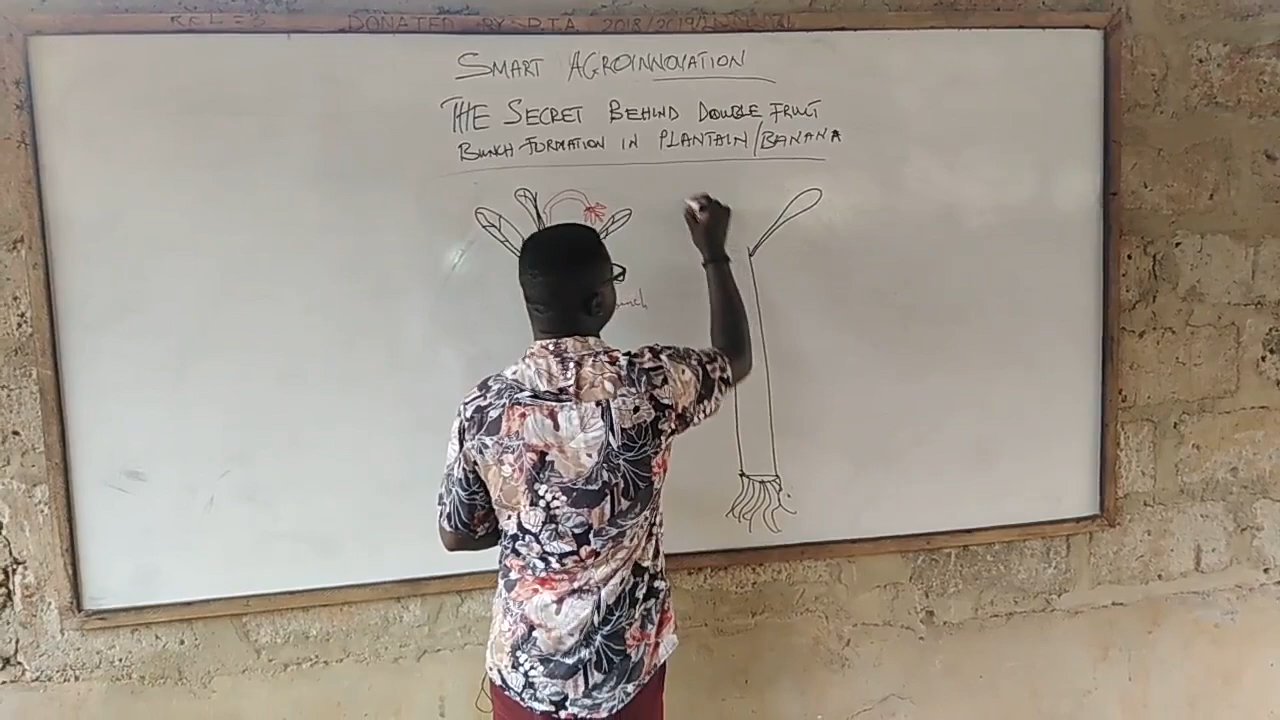 DONATED BY P.T.A 2018/2019
SMART AGROINNOVATION
THE SECRET BEHIND DOUBLE FRUIT
BUNCH FORMATION IN PLANTAIN/BANANA